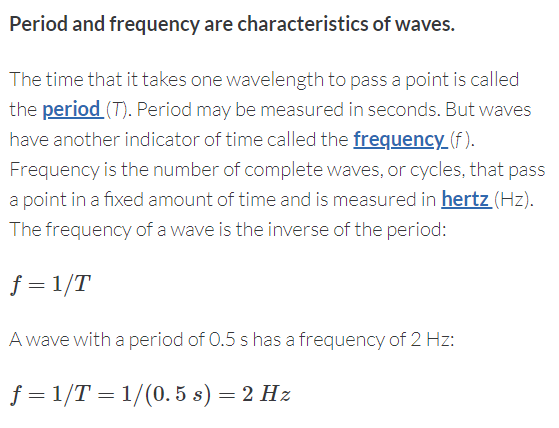 Period and frequency are characteristics of waves.
The time that it takes one wavelength to pass a point is called
the period (T). Period may be measured in seconds. But waves
have another indicator of time called the frequency (f).
Frequency is the number of complete waves, or cycles, that pass
a point in a fixed amount of time and is measured in hertz (Hz).
The frequency of a wave is the inverse of the period:
f = 1/T
A wave with a period of 0.5 s has a frequency of 2 Hz:
f = 1/T = 1/(0.5 s) = 2 Hz